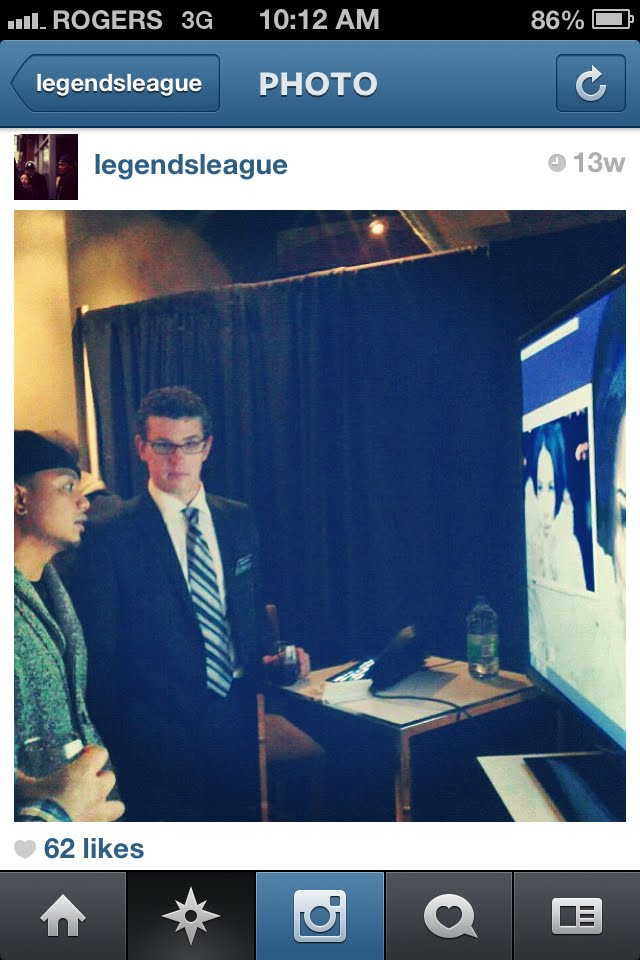 ROGERS 3G 10:12 AM 86%
legendsleague PHOTO
legendsleague 13w
62 likes